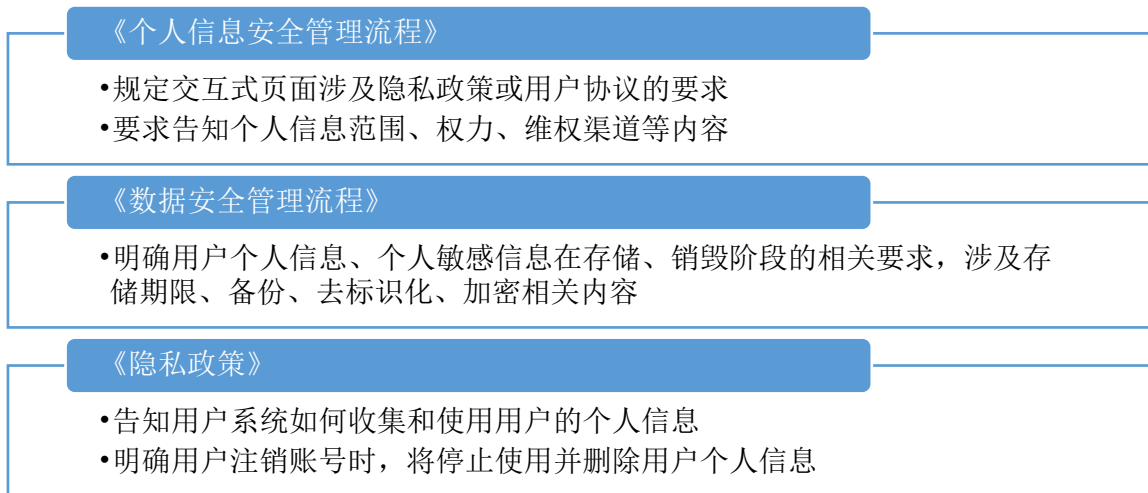 《个人信息安全管理流程》
•规定交互式页面涉及隐私政策或用户协议的要求
•要求告知个人信息范围、权力、维权渠道等内容
《数据安全管理流程》
•明确用户个人信息、个人敏感信息在存储、销毁阶段的相关要求，涉及存
储期限、备份、去标识化、加密相关内容
《隐私政策》
•告知用户系统如何收集和使用用户的个人信息
•明确用户注销账号时，将停止使用并删除用户个人信息